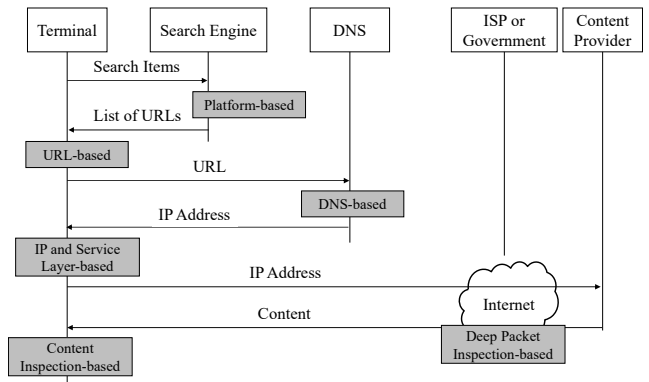 Terminal
Search Engine
DNS
ISP or
Government
Content
Provider
Search Items
Platform-based
List of URLs
URL-based
URL
DNS-based
IP Address
IP and Service
Layer-based
IP Address
Internet
Content
Deep Packet
Inspection-based
Content
Inspection-based